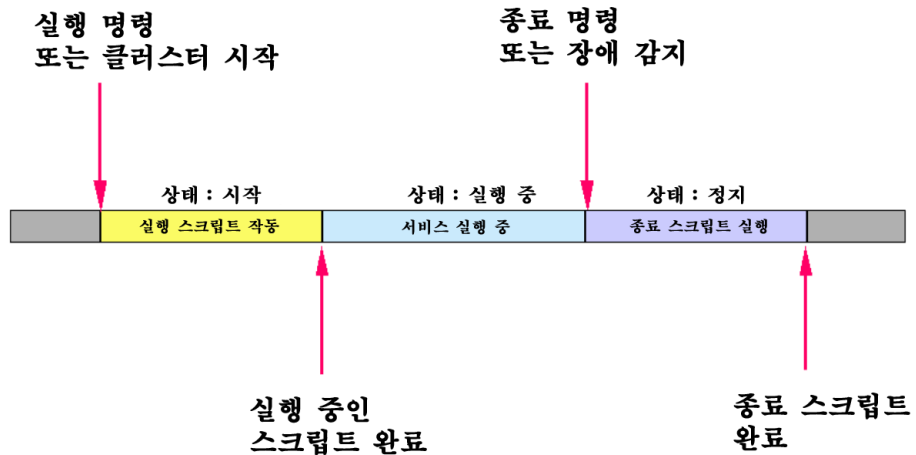 실행 명령
또는 클러스터 시작
종료 명령
또는 장애 감지
상태 : 시작
상태 : 실행 중
상태 : 정지
실행 스크립트 작동
서비스 실행 중
종료 스크립트 실행
실행 중인
스크립트 완료
종료 스크립트
완료